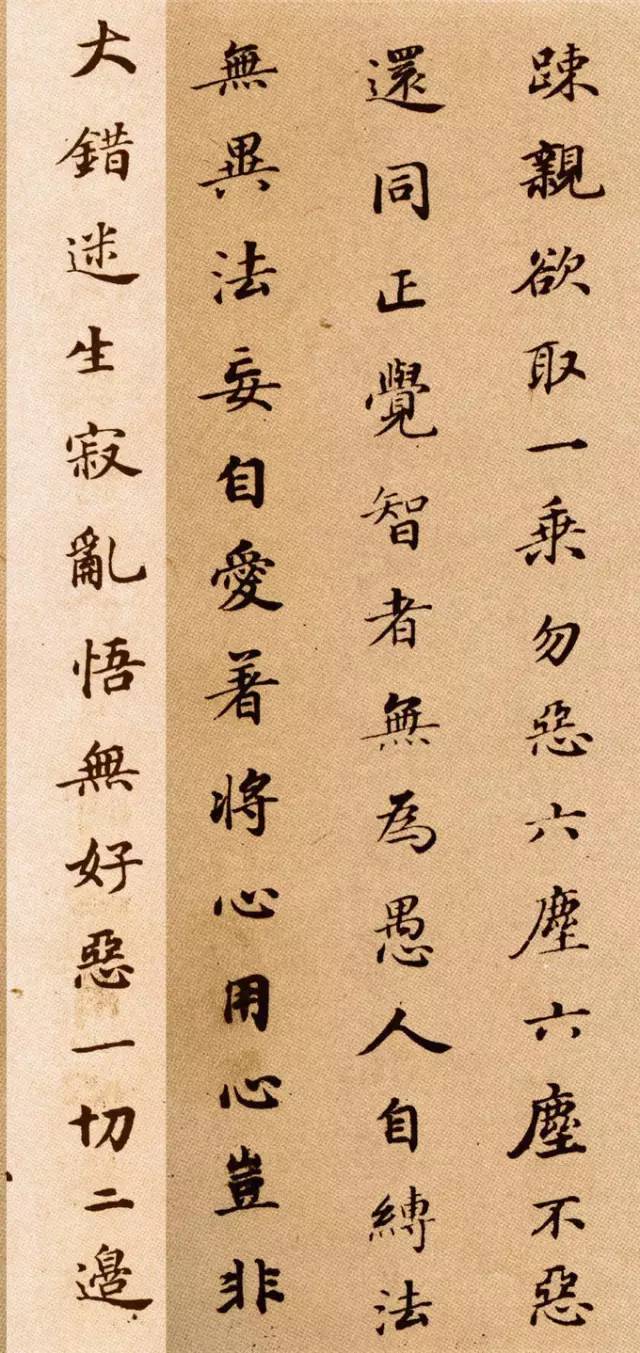 踈親欲取一乗勿惡六塵六塵不惡
還同正覺智者無為愚人自縛法
無異法妄自愛著將心用心豈非
大錯迷生寂亂悟無好惡一切二邊